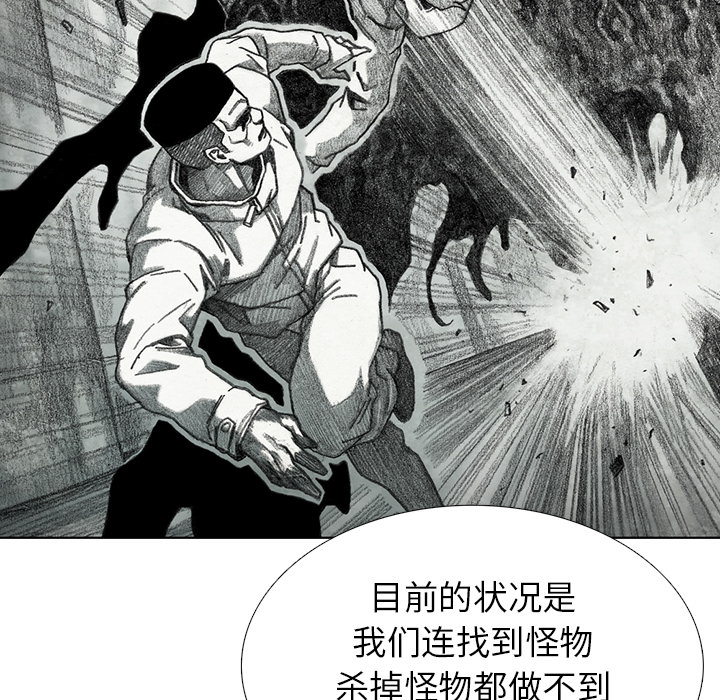 目前的状况是
我们连找到怪物
杀掉怪物都做不到